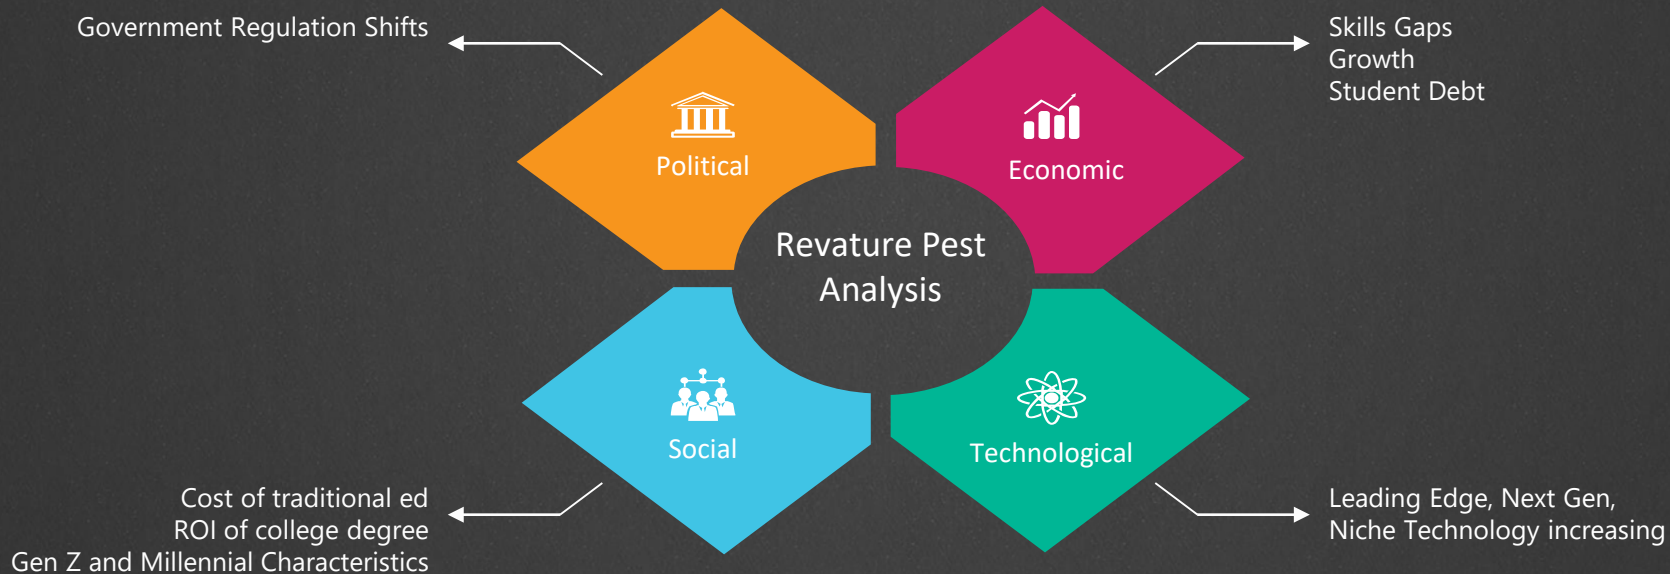 Government Regulation Shifts
Skills Gaps
Growth
Student Debt
Political
Economic
Revature Pest
Analysis
Social
Technological
Cost of traditional ed
ROI of college degree
Gen Z and Millennial Characteristics
Leading Edge, Next Gen,
Niche Technology increasing